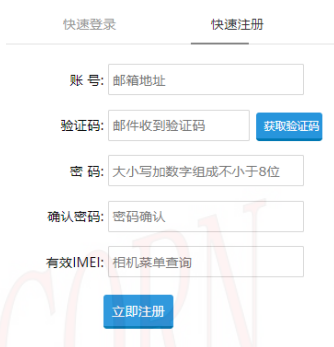 快速登录 快速注册
账 号: 邮箱地址
验证码: 邮件收到验证码 获取验证码
密 码: 大小写加数字组成不小于8位
确认密码: 密码确认
有效IMEI: 相机菜单查询
立即注册